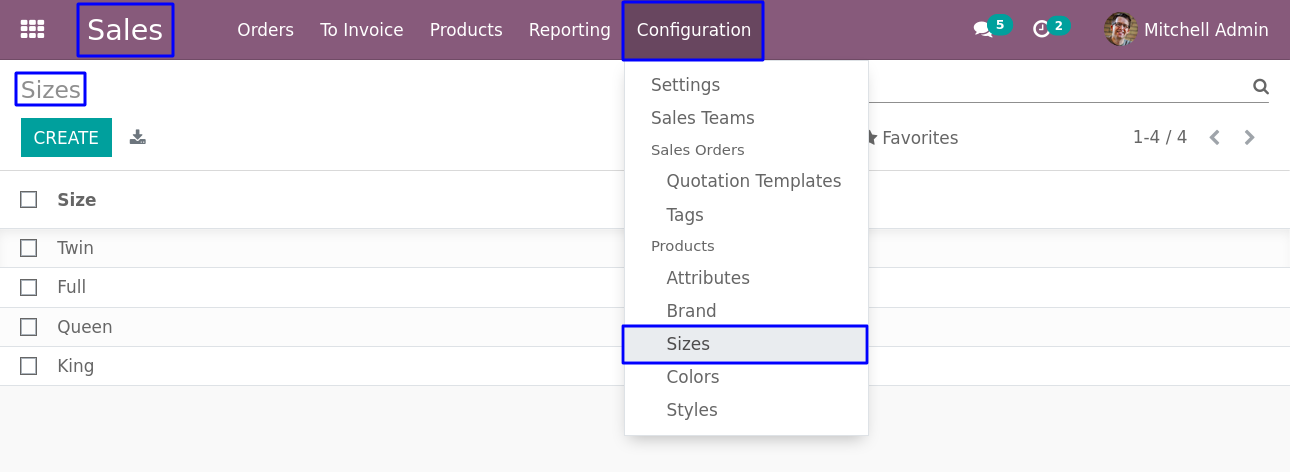 Sales Orders To Invoice Products Reporting Configuration 5 2 Mitchell Admin
Sizes
CREATE
Favorites 1-4 / 4
Size
Twin
Full
Queen
King
Settings
Sales Teams
Sales Orders
Quotation Templates
Tags
Products
Attributes
Brand
Sizes
Colors
Styles